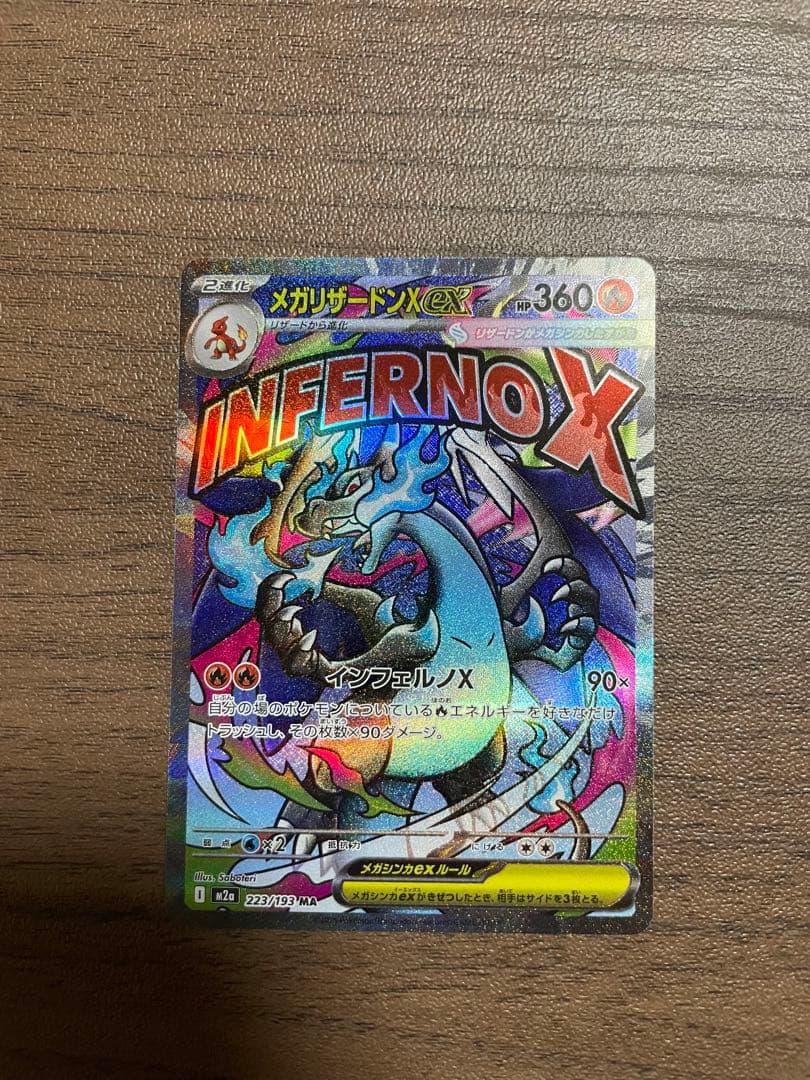 2進化
メガリザードンXex
HP360
リザードから進化
INFERNOX
インフェルノX
90×
自分の場のポケモンについているエネルギーを好きなだけ
トラッシュし、その枚数×90ダメージ。
弱点 ×2 抵抗力 にげる
Illus. Saboteri
メガシンカexルール
メガシンカexがきぜつしたとき、相手はサイドを3枚とる。
I m2a 223/193 MA